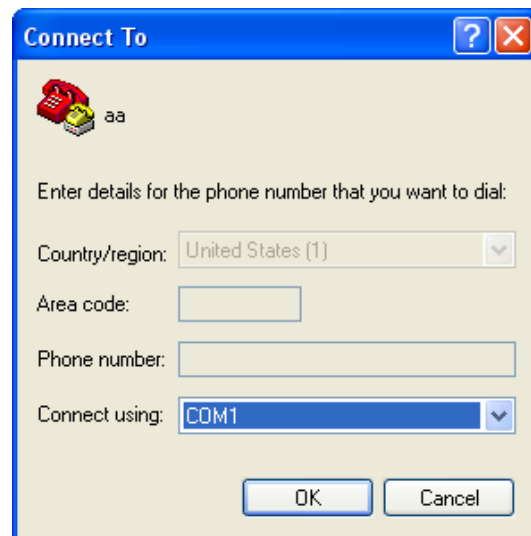 Connect To
aa
Enter details for the phone number that you want to dial:
Country/region: United States (1)
Area code:
Phone number:
Connect using: COM1
OK Cancel